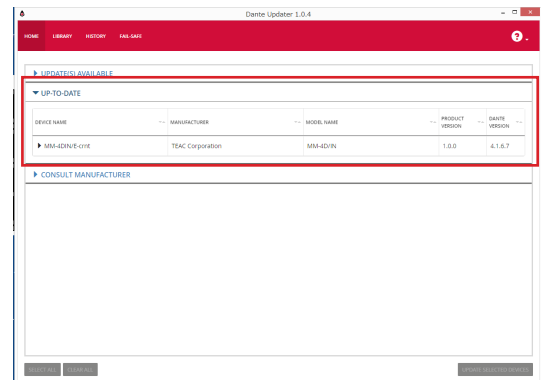 Dante Updater 1.0.4
HOME LIBRARY HISTORY FAIL-SAFE
?
UPDATE(S) AVAILABLE
UP-TO-DATE
DEVICE NAME MANUFACTURER MODEL NAME PRODUCT VERSION DANTE VERSION
MM-4DIN/E-crnt TEAC Corporation MM-4D/IN 1.0.0 4.1.6.7
CONSULT MANUFACTURER
SELECT ALL CLEAR ALL UPDATE SELECTED DEVICES